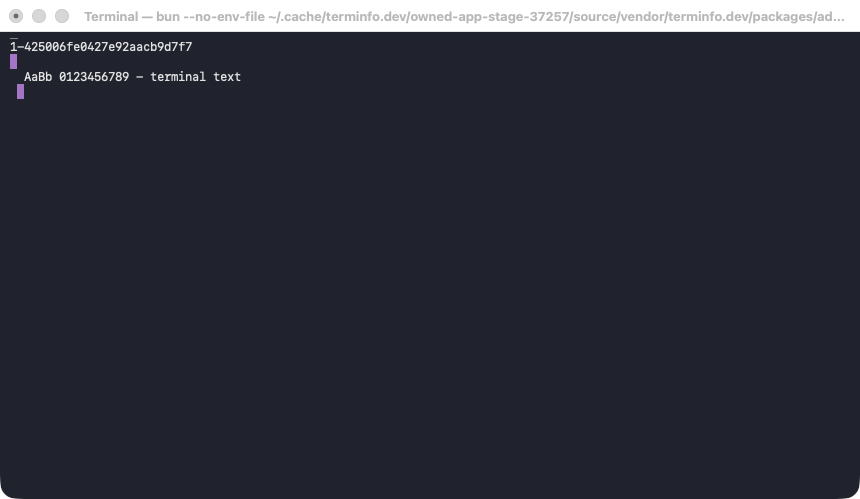 Terminal — bun --no-env-file ~/.cache/terminfo.dev/owned-app-stage-37257/source/vendor/terminfo.dev/packages/ad...
1-425006fe0427e92aacb9d7f7
AaBb 0123456789 — terminal text